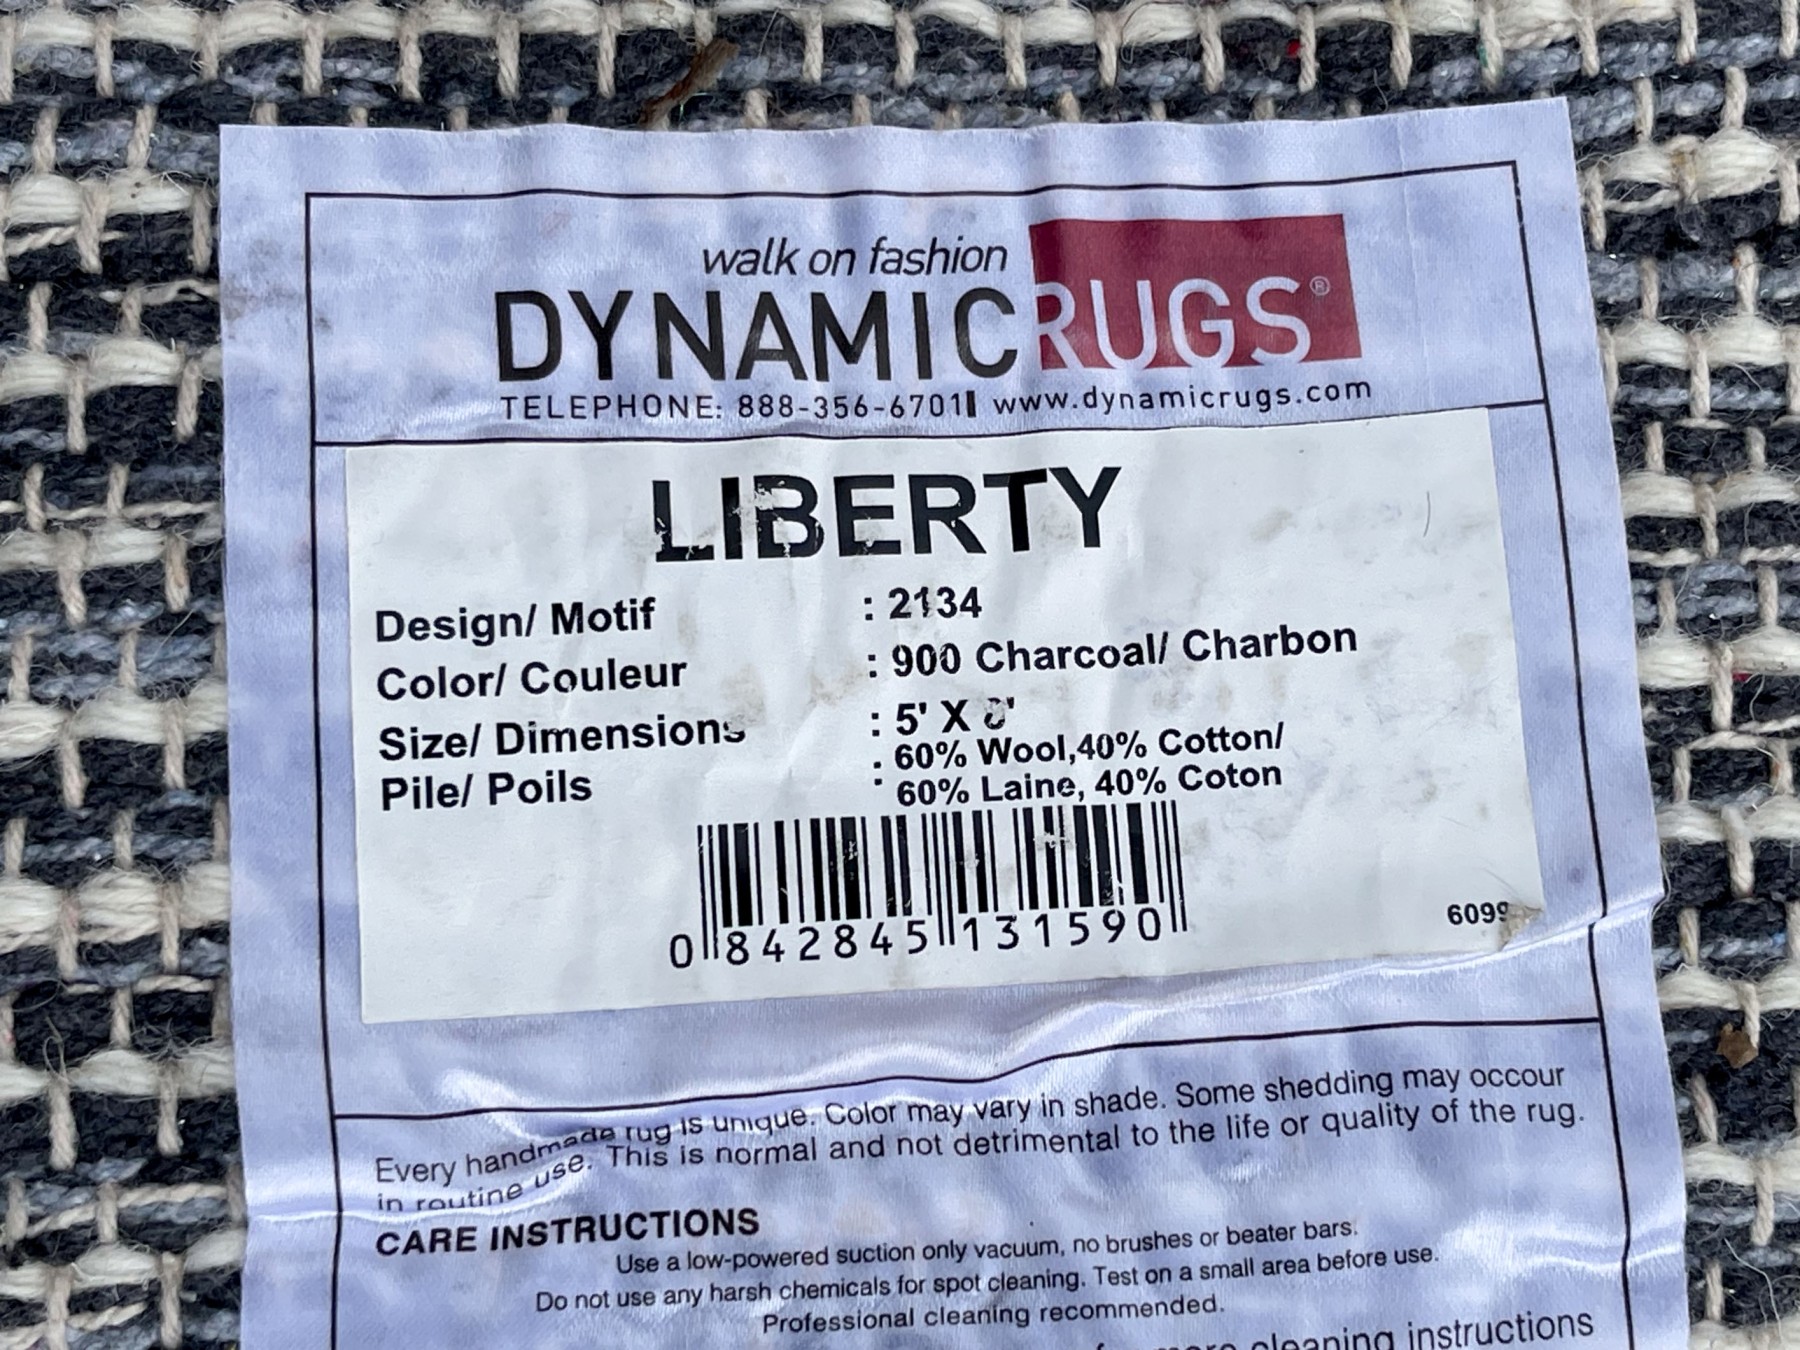 walk on fashion
DYNAMIC RUGS®
TELEPHONE: 888-356-6701 www.dynamicrugs.com
LIBERTY
Design/ Motif : 2134
Color/ Couleur : 900 Charcoal/ Charbon
Size/ Dimensions : 5' X 8'
Pile/ Poils : 60% Wool,40% Cotton/
60% Laine, 40% Coton
0 842845 131590
6099
Every handmade rug is unique. Color may vary in shade. Some shedding may occour
in routine use. This is normal and not detrimental to the life or quality of the rug.
CARE INSTRUCTIONS
Use a low-powered suction only vacuum, no brushes or beater bars.
Do not use any harsh chemicals for spot cleaning. Test on a small area before use.
Professional cleaning recommended.
more cleaning instructions